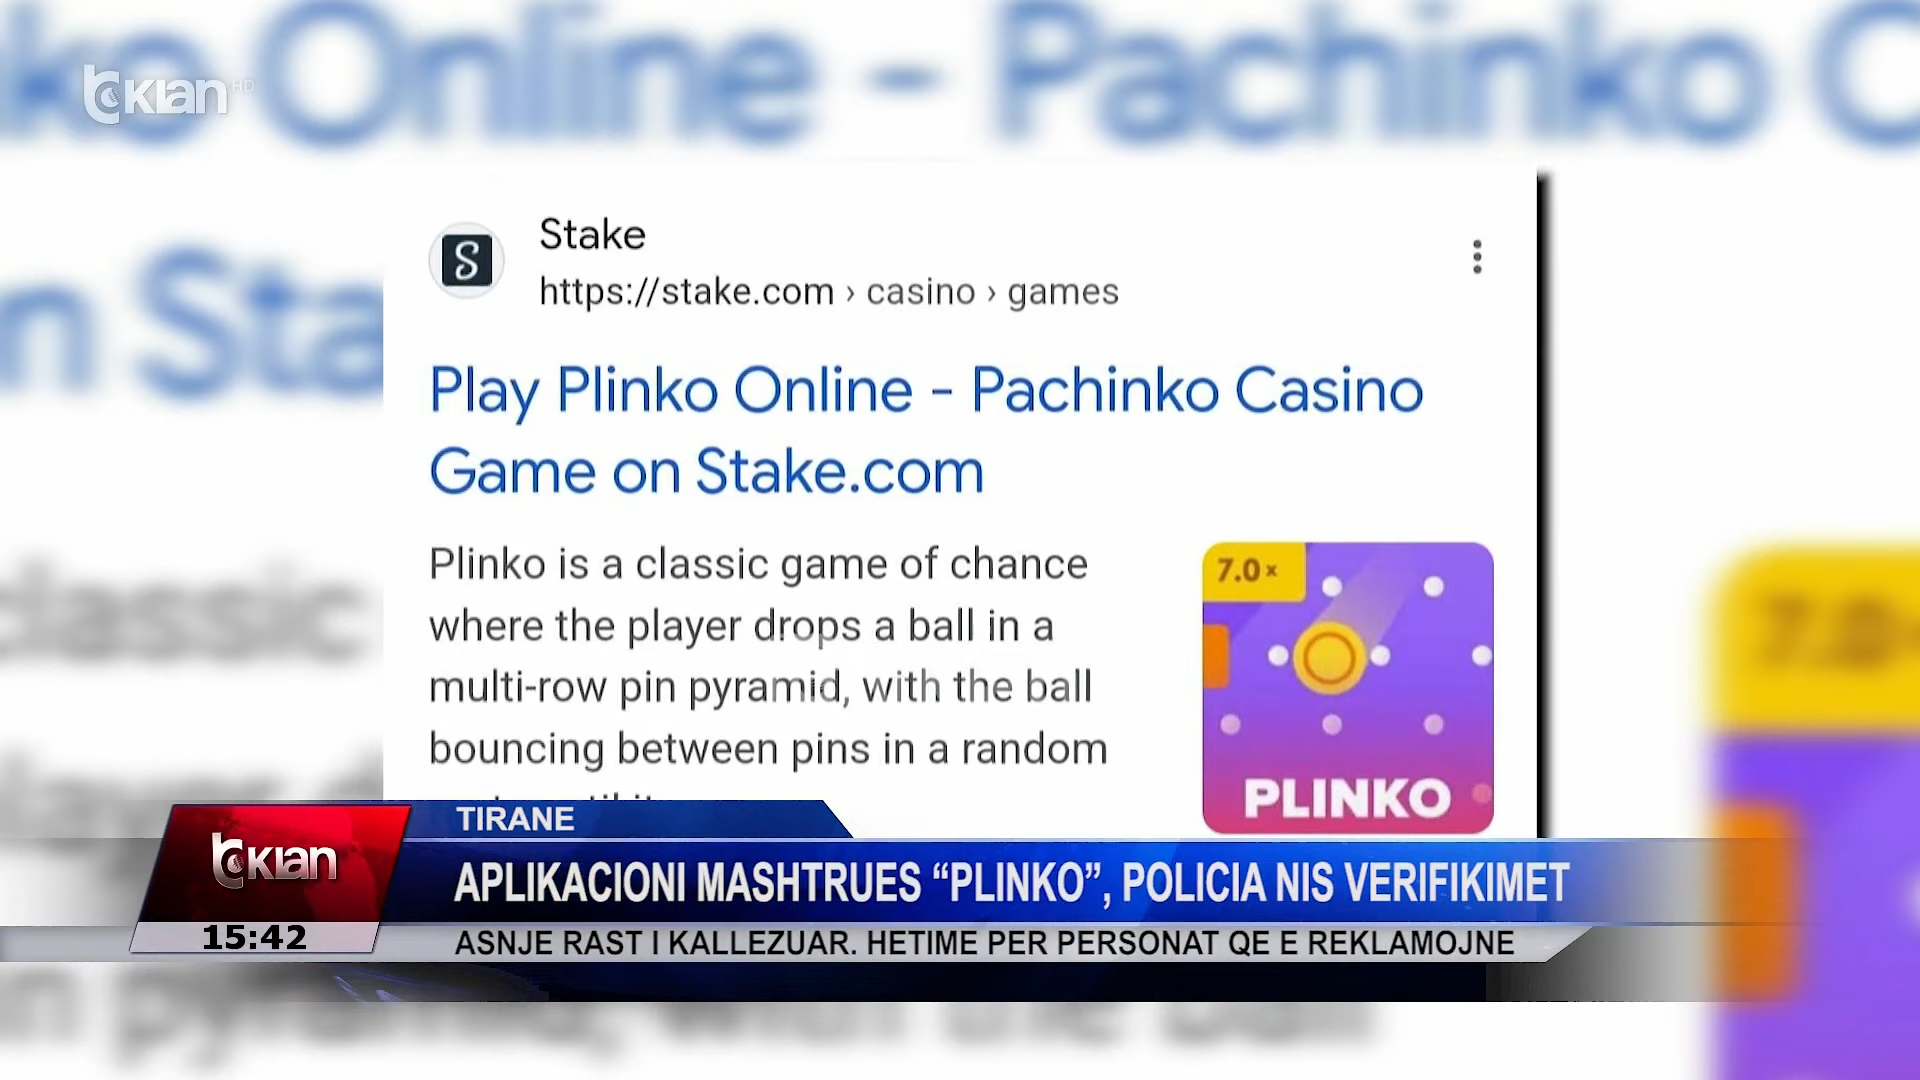 tcklan HD
Stake
https://stake.com › casino › games
Play Plinko Online - Pachinko Casino
Game on Stake.com
Plinko is a classic game of chance
where the player drops a ball in a
multi-row pin pyramid, with the ball
bouncing between pins in a random
7.0×
PLINKO
TIRANE
tcklan
APLIKACIONI MASHTRUES “PLINKO”, POLICIA NIS VERIFIKIMET
15:42
ASNJE RAST I KALLEZUAR. HETIME PER PERSONAT QE E REKLAMOJNE